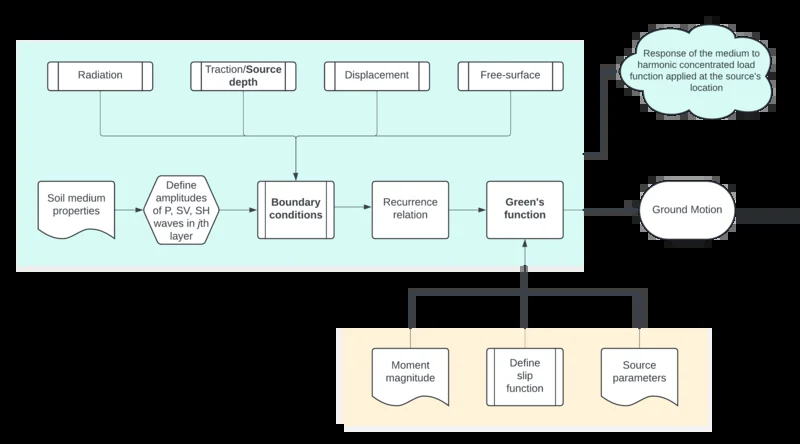 Radiation
Traction/Source
depth
Displacement
Free-surface
Response of the medium to
harmonic concentrated load
function applied at the source's
location
Soil medium
properties
Define
amplitudes
of P, SV, SH
waves in jth
layer
Boundary
conditions
Recurrence
relation
Green's
function
Ground Motion
Moment
magnitude
Define
slip
function
Source
parameters